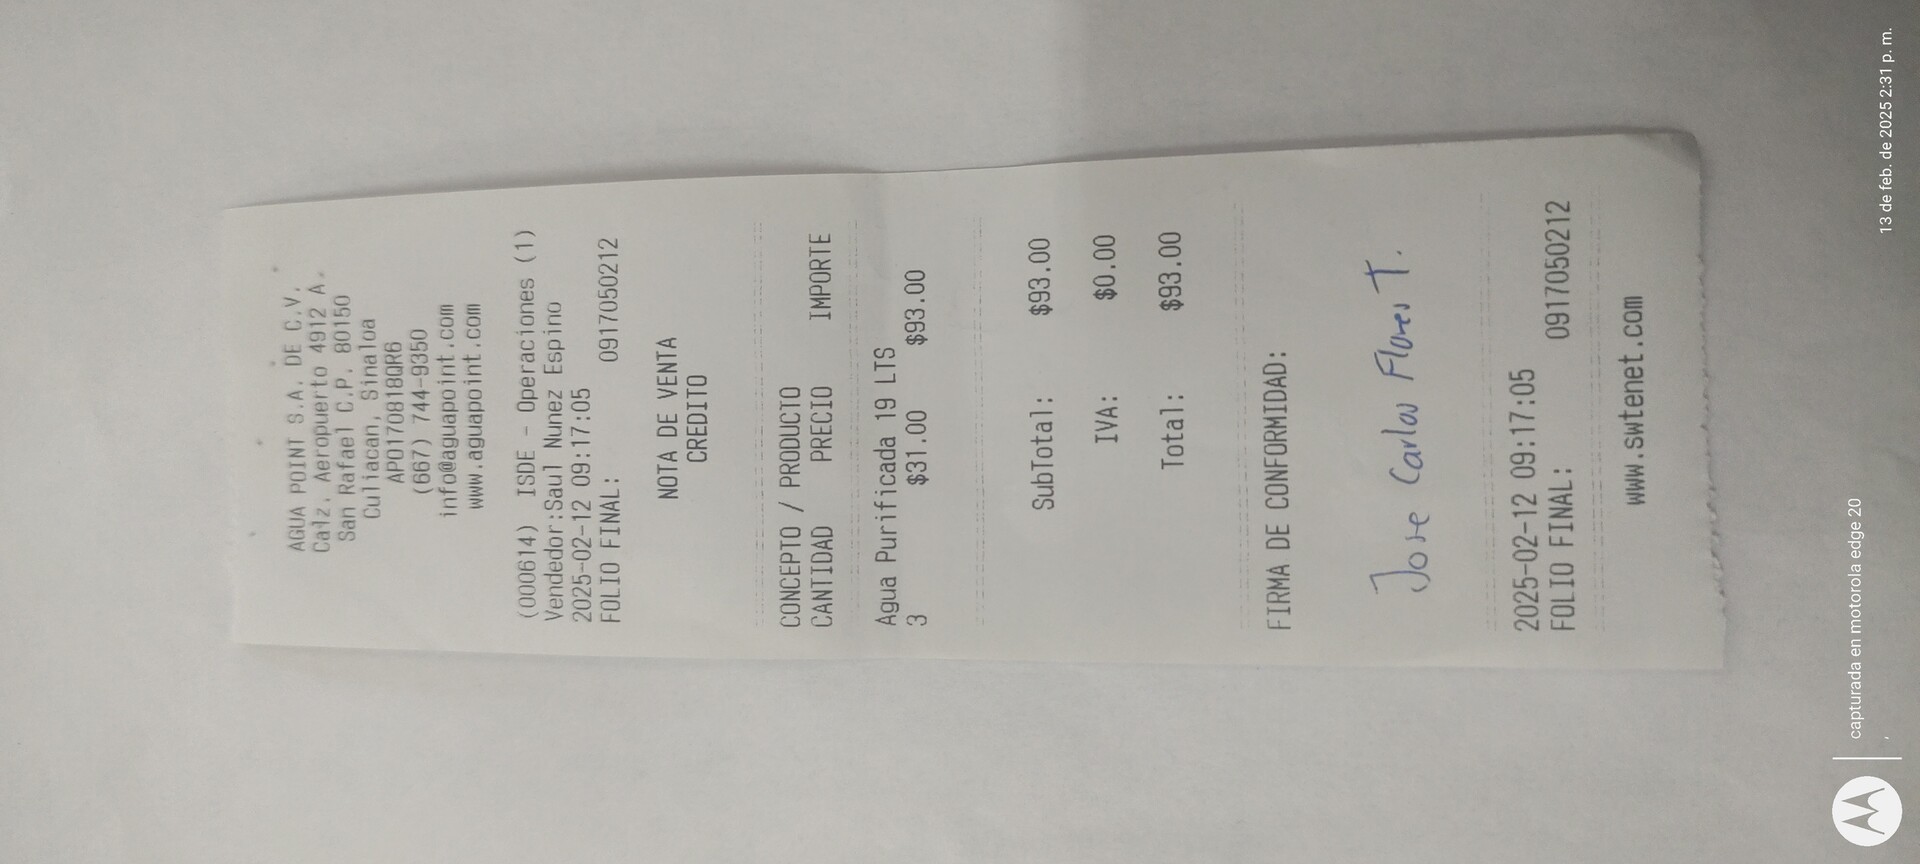 AGUA POINT S.A. DE C.V.
Calz. Aeropuerto 4912 A.
San Rafael C.P. 80150
Culiacan, Sinaloa
APO170818QR6
(667) 744-9350
info@aguapoint.com
www.aguapoint.com
(000614) ISDE - Operaciones (1)
Vendedor:Saul Nunez Espino
2025-02-12 09:17:05
FOLIO FINAL: 0917050212
NOTA DE VENTA
CREDITO
CONCEPTO / PRODUCTO
CANTIDAD PRECIO IMPORTE
Agua Purificada 19 LTS
3 $31.00 $93.00
SubTotal: $93.00
IVA: $0.00
Total: $93.00
FIRMA DE CONFORMIDAD:
Jose Carlos Flores T.
2025-02-12 09:17:05
FOLIO FINAL: 0917050212
www.swtenet.com
capturada en motorola edge 20
13 de feb. de 2025 2:31 p. m.